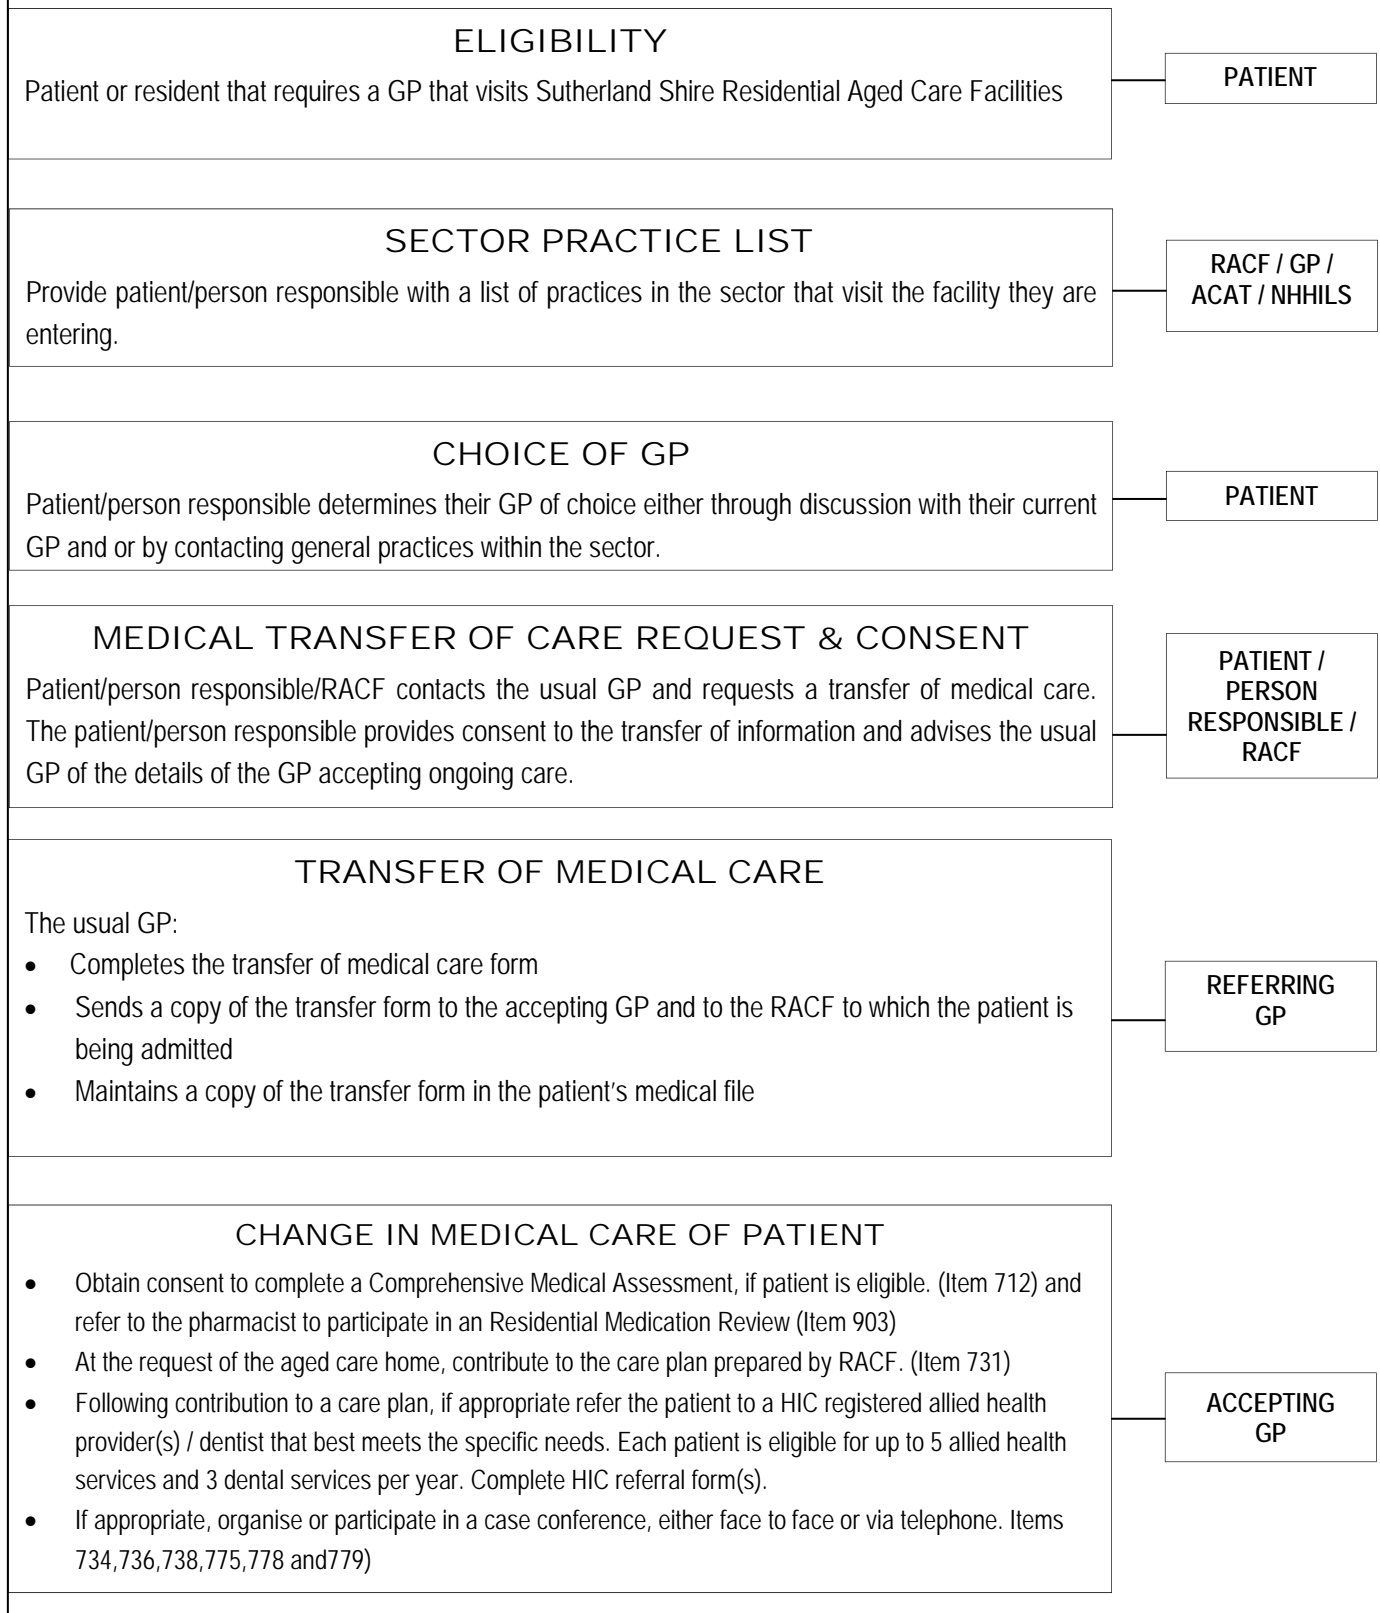 ELIGIBILITY
Patient or resident that requires a GP that visits Sutherland Shire Residential Aged Care Facilities
PATIENT
SECTOR PRACTICE LIST
Provide patient/person responsible with a list of practices in the sector that visit the facility they are
entering.
RACF / GP /
ACAT / NHHILS
CHOICE OF GP
Patient/person responsible determines their GP of choice either through discussion with their current
GP and or by contacting general practices within the sector.
PATIENT
MEDICAL TRANSFER OF CARE REQUEST & CONSENT
Patient/person responsible/RACF contacts the usual GP and requests a transfer of medical care.
The patient/person responsible provides consent to the transfer of information and advises the usual
GP of the details of the GP accepting ongoing care.
PATIENT /
PERSON
RESPONSIBLE /
RACF
TRANSFER OF MEDICAL CARE
The usual GP:
• Completes the transfer of medical care form
• Sends a copy of the transfer form to the accepting GP and to the RACF to which the patient is
being admitted
• Maintains a copy of the transfer form in the patient's medical file
REFERRING
GP
CHANGE IN MEDICAL CARE OF PATIENT
• Obtain consent to complete a Comprehensive Medical Assessment, if patient is eligible. (Item 712) and
refer to the pharmacist to participate in an Residential Medication Review (Item 903)
• At the request of the aged care home, contribute to the care plan prepared by RACF. (Item 731)
• Following contribution to a care plan, if appropriate refer the patient to a HIC registered allied health
provider(s) / dentist that best meets the specific needs. Each patient is eligible for up to 5 allied health
services and 3 dental services per year. Complete HIC referral form(s).
• If appropriate, organise or participate in a case conference, either face to face or via telephone. Items
734,736,738,775,778 and779)
ACCEPTING
GP